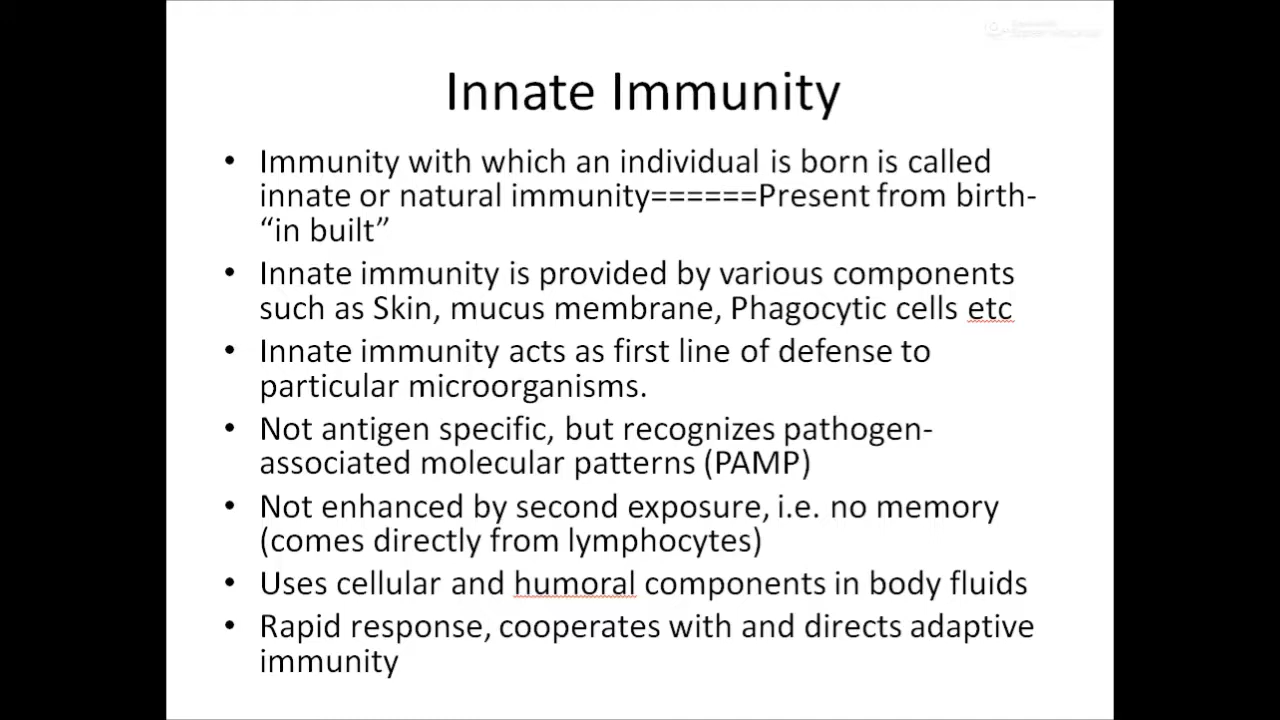 Innate Immunity
• Immunity with which an individual is born is called
innate or natural immunity======Present from birth-
“in built”
• Innate immunity is provided by various components
such as Skin, mucus membrane, Phagocytic cells etc
• Innate immunity acts as first line of defense to
particular microorganisms.
• Not antigen specific, but recognizes pathogen-
associated molecular patterns (PAMP)
• Not enhanced by second exposure, i.e. no memory
(comes directly from lymphocytes)
• Uses cellular and humoral components in body fluids
• Rapid response, cooperates with and directs adaptive
immunity